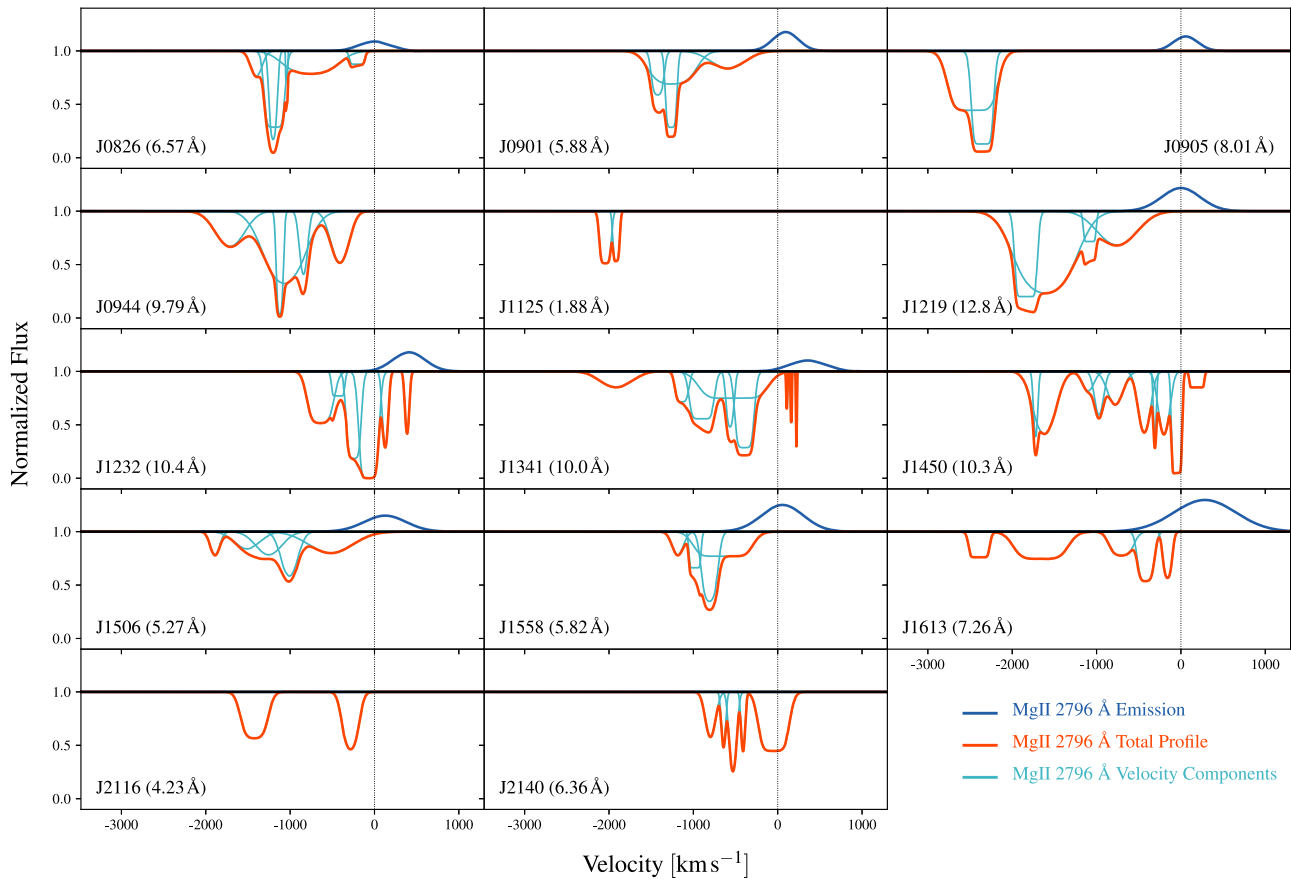 1.0
0.5
0.0
J0826 (6.57 Å)
J0901 (5.88 Å)
J0905 (8.01 Å)
1.0
0.5
0.0
J0944 (9.79 Å)
J1125 (1.88 Å)
J1219 (12.8 Å)
Normalized Flux
1.0
0.5
0.0
J1232 (10.4 Å)
J1341 (10.0 Å)
J1450 (10.3 Å)
1.0
0.5
0.0
J1506 (5.27 Å)
J1558 (5.82 Å)
J1613 (7.26 Å)
-3000 -2000 -1000 0 1000
1.0
0.5
0.0
J2116 (4.23 Å)
J2140 (6.36 Å)
MgII 2796 Å Emission
MgII 2796 Å Total Profile
MgII 2796 Å Velocity Components
-3000 -2000 -1000 0 1000
-3000 -2000 -1000 0 1000
Velocity [km s⁻¹]